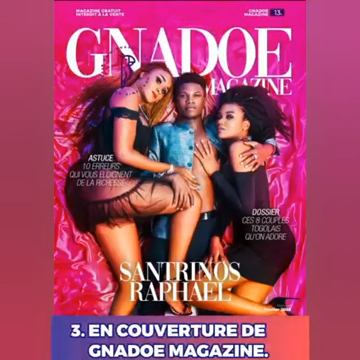 MAGAZINE GRATUIT
INTERDIT À LA VENTE
GNADOE
MAGAZINE
13
GNADOE
MAGAZINE
ASTUCE
10 ERREURS
QUI VOUS ELOIGNENT
DE LA RICHESSE
DOSSIER
CES 8 COUPLES
TOGOLAIS
QU'ON ADORE
SANTRINOS
RAPHAEL
3. EN COUVERTURE DE
GNADOE MAGAZINE.